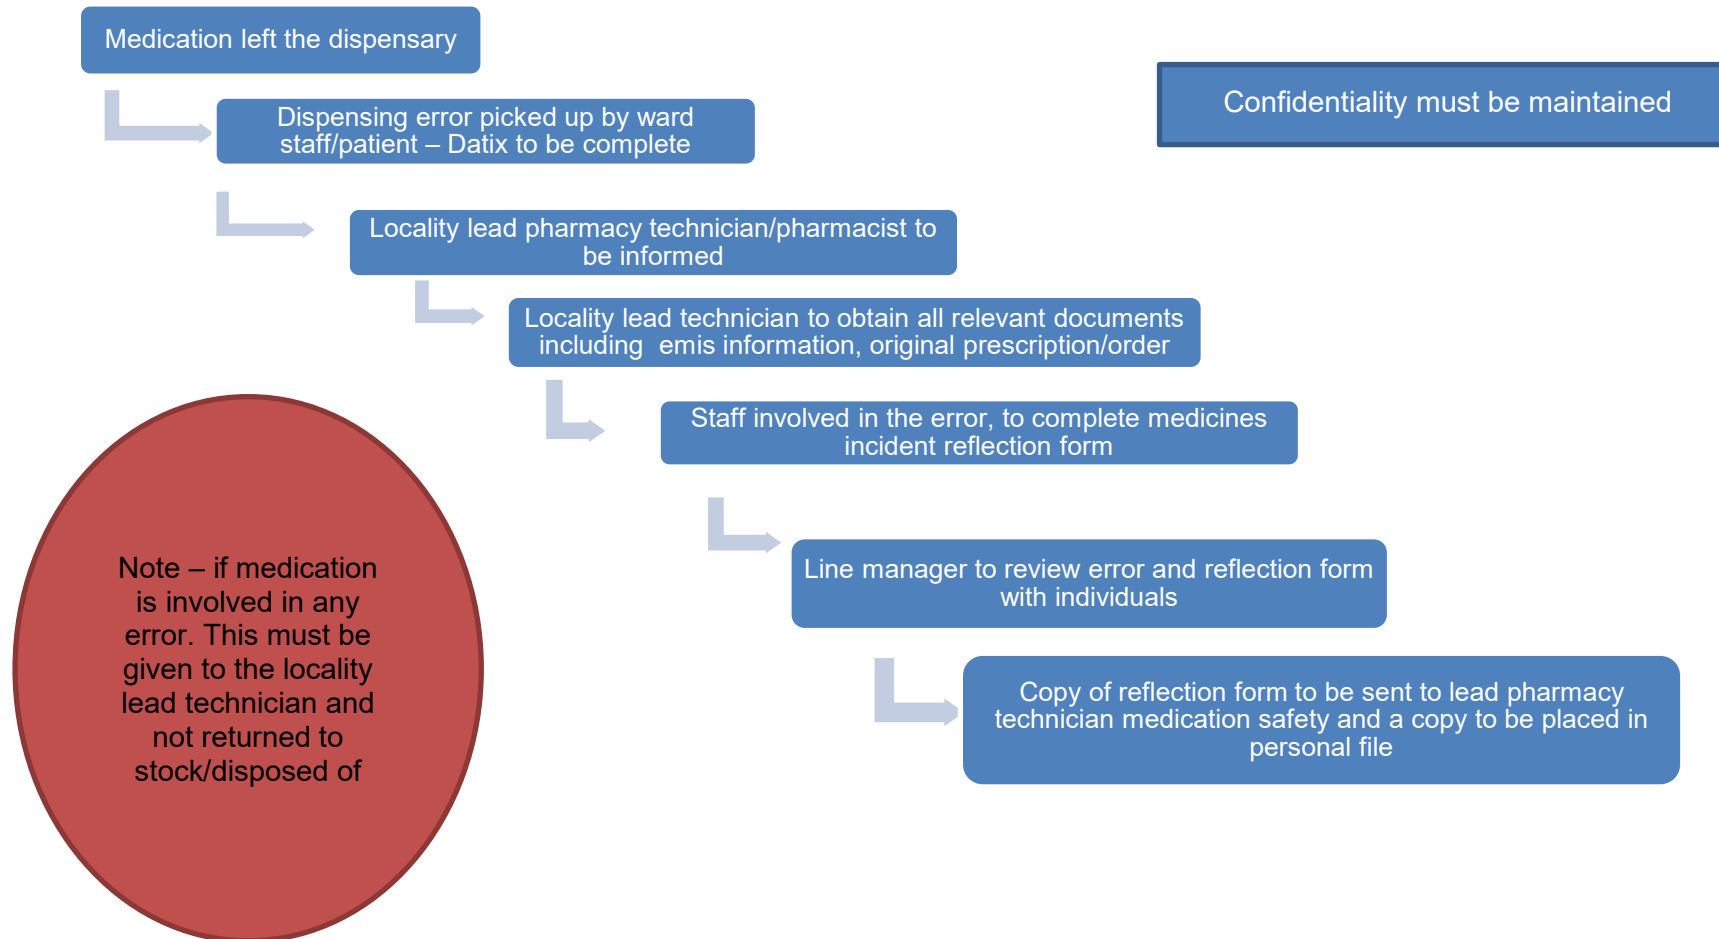 Medication left the dispensary
Confidentiality must be maintained
Dispensing error picked up by ward
staff/patient – Datix to be complete
Locality lead pharmacy technician/pharmacist to
be informed
Locality lead technician to obtain all relevant documents
including emis information, original prescription/order
Staff involved in the error, to complete medicines
incident reflection form
Line manager to review error and reflection form
with individuals
Copy of reflection form to be sent to lead pharmacy
technician medication safety and a copy to be placed in
personal file
Note – if medication
is involved in any
error. This must be
given to the locality
lead technician and
not returned to
stock/disposed of